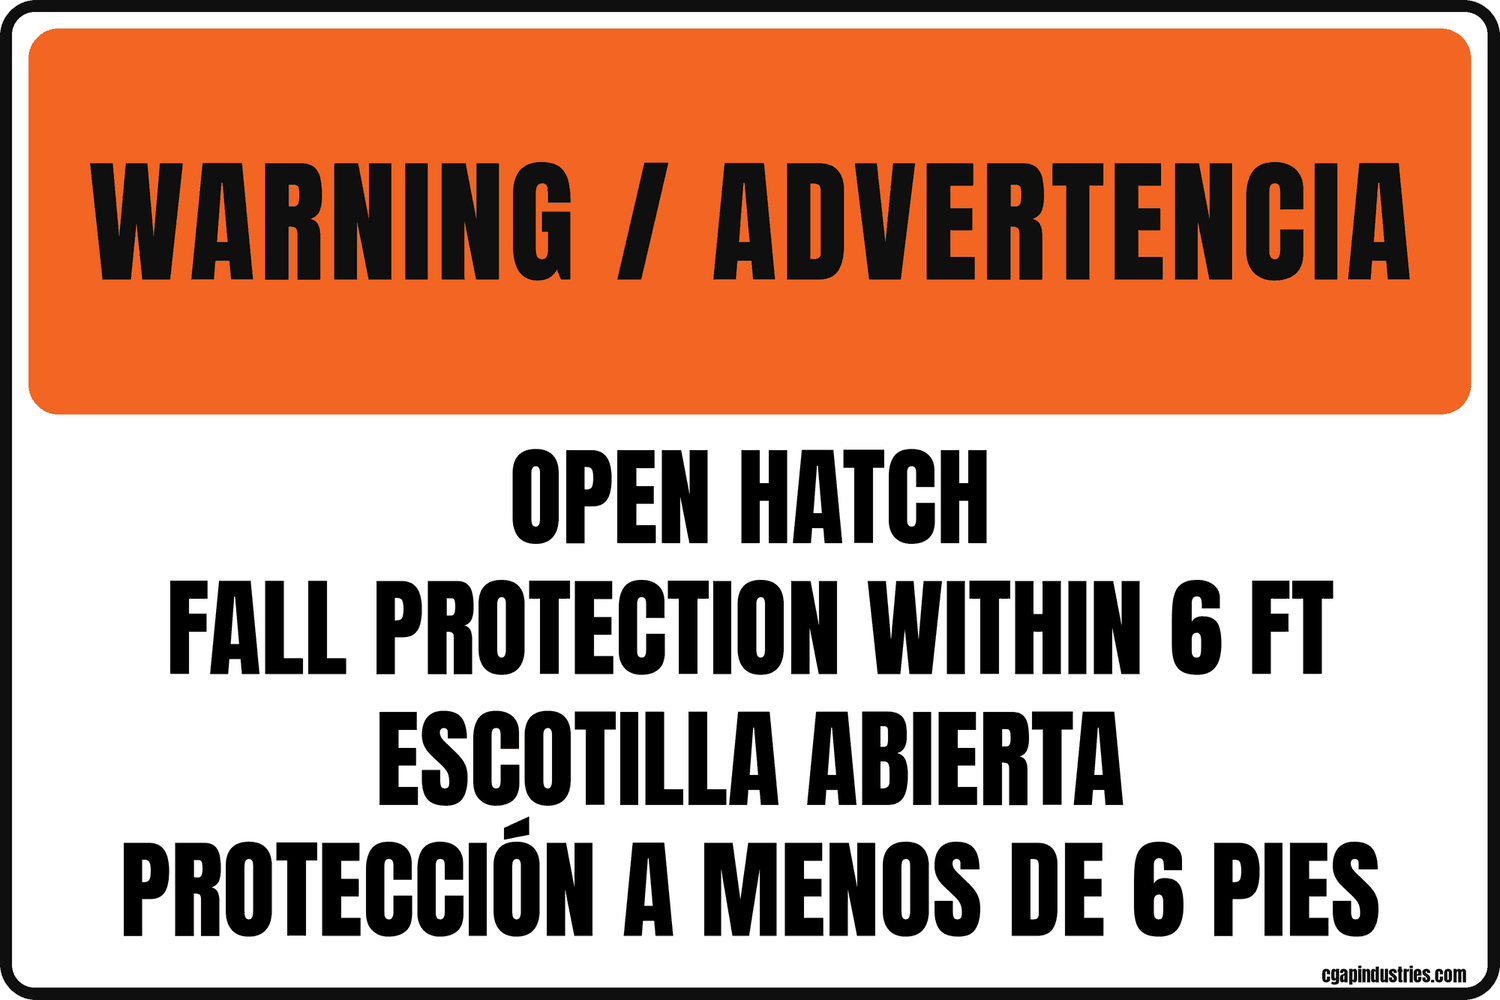 WARNING / ADVERTENCIA
OPEN HATCH
FALL PROTECTION WITHIN 6 FT
ESCOTILLA ABIERTA
PROTECCIÓN A MENOS DE 6 PIES
cgapindustries.com